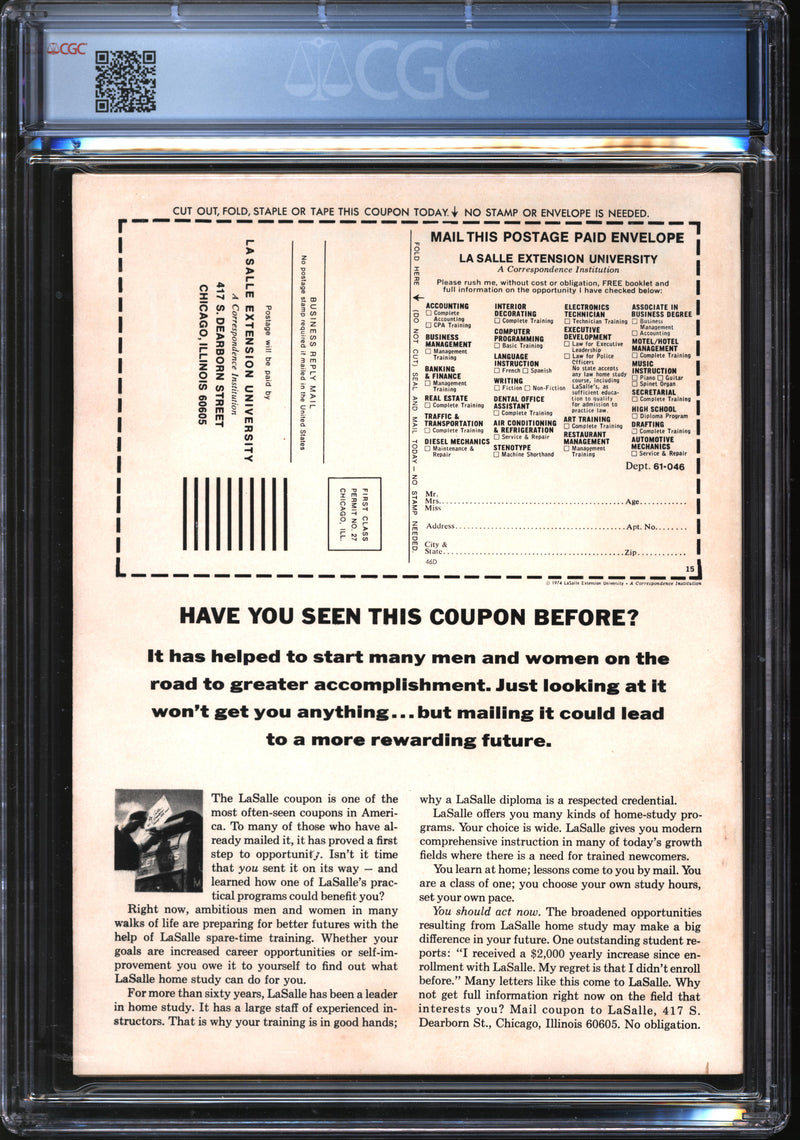 CGC
CGC
CUT OUT, FOLD, STAPLE OR TAPE THIS COUPON TODAY. NO STAMP OR ENVELOPE IS NEEDED.
Postage will be paid by
LA SALLE EXTENSION UNIVERSITY
A Correspondence Institution
417 S. DEARBORN STREET
CHICAGO, ILLINOIS 60605
BUSINESS REPLY MAIL
No postage stamp required if mailed in the United States
FIRST CLASS
PERMIT NO. 27
CHICAGO, ILL.
FOLD HERE (DO NOT CUT) SEAL AND MAIL TODAY — NO STAMP NEEDED.
MAIL THIS POSTAGE PAID ENVELOPE
LA SALLE EXTENSION UNIVERSITY
A Correspondence Institution
Please rush me, without cost or obligation, FREE booklet and
full information on the opportunity I have checked below:
ACCOUNTING
Complete
Accounting
CPA Training
BUSINESS
MANAGEMENT
Management
Training
BANKING
& FINANCE
Management
Training
REAL ESTATE
Complete Training
TRAFFIC &
TRANSPORTATION
Complete Training
DIESEL MECHANICS
Maintenance &
Repair
INTERIOR
DECORATING
Complete Training
COMPUTER
PROGRAMMING
Basic Training
LANGUAGE
INSTRUCTION
French Spanish
WRITING
Fiction Non-Fiction
DENTAL OFFICE
ASSISTANT
Complete Training
AIR CONDITIONING
& REFRIGERATION
Service & Repair
STENOTYPE
Machine Shorthand
ELECTRONICS
TECHNICIAN
Technician Training
EXECUTIVE
DEVELOPMENT
Law for Executive
Leadership
Law for Police
Officers
No state accepts
any law home study
course, including
LaSalle's, as
sufficient educa-
tion to qualify
for admission to
practice law.
ART TRAINING
Complete Training
RESTAURANT
MANAGEMENT
Management
Training
ASSOCIATE IN
BUSINESS DEGREE
Business
Management
Accounting
MOTEL/HOTEL
MANAGEMENT
Complete Training
MUSIC
INSTRUCTION
Piano Guitar
Spinet Organ
SECRETARIAL
Complete Training
HIGH SCHOOL
Diploma Program
DRAFTING
Complete Training
AUTOMOTIVE
MECHANICS
Service & Repair
Dept. 61-046
Mr.
Mrs. Age
Miss
Address Apt. No.
City &
State Zip
46D
15
© 1974 LaSalle Extension University • A Correspondence Institution
HAVE YOU SEEN THIS COUPON BEFORE?
It has helped to start many men and women on the
road to greater accomplishment. Just looking at it
won't get you anything...but mailing it could lead
to a more rewarding future.
The LaSalle coupon is one of the
most often-seen coupons in Ameri-
ca. To many of those who have al-
ready mailed it, it has proved a first
step to opportunity. Isn't it time
that you sent it on its way — and
learned how one of LaSalle's prac-
tical programs could benefit you?
Right now, ambitious men and women in many
walks of life are preparing for better futures with the
help of LaSalle spare-time training. Whether your
goals are increased career opportunities or self-im-
provement you owe it to yourself to find out what
LaSalle home study can do for you.
For more than sixty years, LaSalle has been a leader
in home study. It has a large staff of experienced in-
structors. That is why your training is in good hands;
why a LaSalle diploma is a respected credential.
LaSalle offers you many kinds of home-study pro-
grams. Your choice is wide. LaSalle gives you modern
comprehensive instruction in many of today's growth
fields where there is a need for trained newcomers.
You learn at home; lessons come to you by mail. You
are a class of one; you choose your own study hours,
set your own pace.
You should act now. The broadened opportunities
resulting from LaSalle home study may make a big
difference in your future. One outstanding student re-
ports: "I received a $2,000 yearly increase since en-
rollment with LaSalle. My regret is that I didn't enroll
before." Many letters like this come to LaSalle. Why
not get full information right now on the field that
interests you? Mail coupon to LaSalle, 417 S.
Dearborn St., Chicago, Illinois 60605. No obligation.